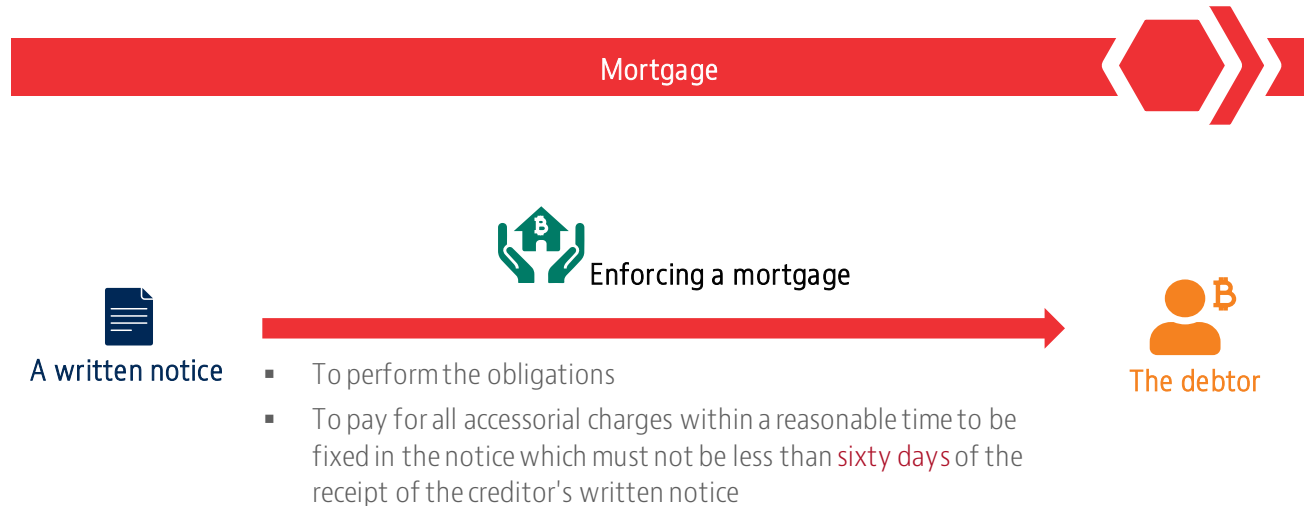 Mortgage
Enforcing a mortgage
A written notice
▪ To perform the obligations
▪ To pay for all accessorial charges within a reasonable time to be
fixed in the notice which must not be less than sixty days of the
receipt of the creditor's written notice
The debtor